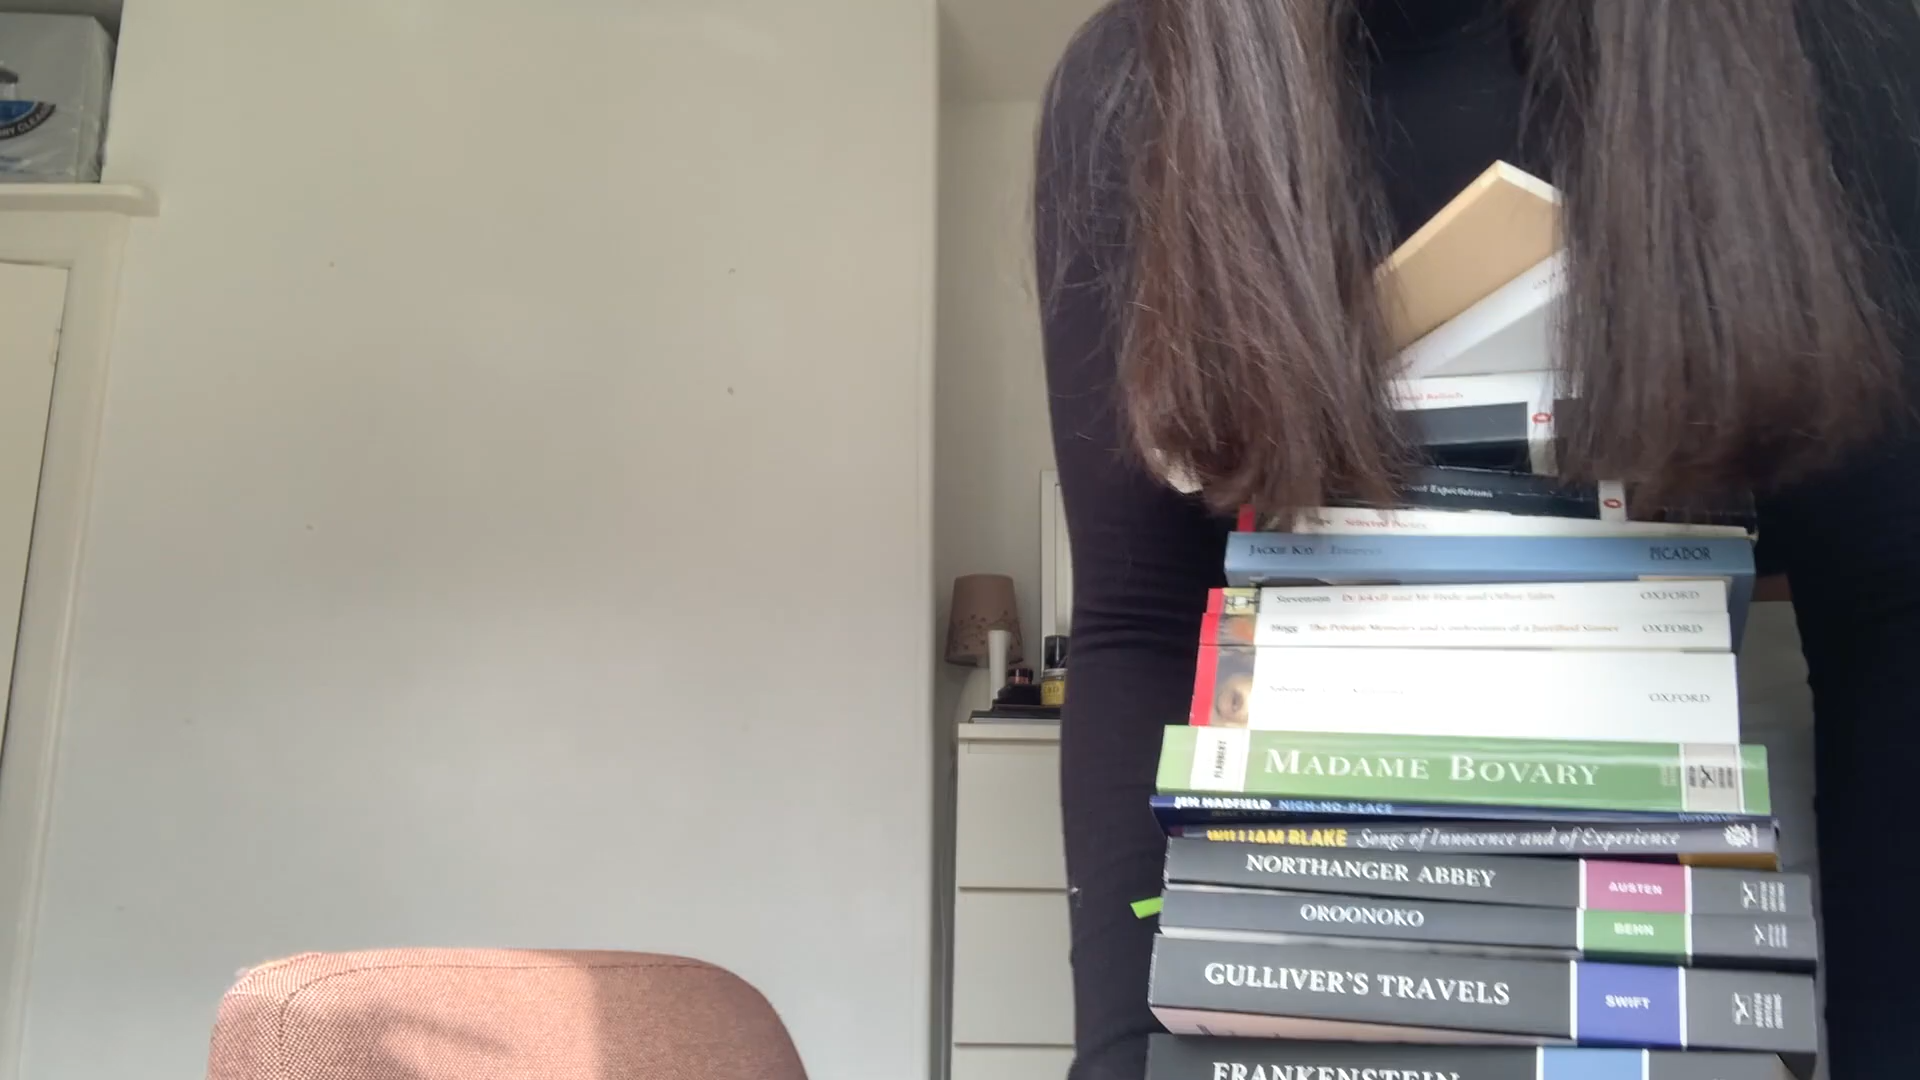 Great Expectations
Selected Poems
JACKIE KAY PICADOR
Stevenson Dr Jekyll and Mr Hyde and Other Tales OXFORD
Hogg The Private Memoirs and Confessions of a Justified Sinner OXFORD
OXFORD
FLAUBERT MADAME BOVARY
JEN HADFIELD NIGH-NO-PLACE
WILLIAM BLAKE Songs of Innocence and of Experience
NORTHANGER ABBEY AUSTEN
OROONOKO BEHN
GULLIVER'S TRAVELS SWIFT
FRANKENSTEIN